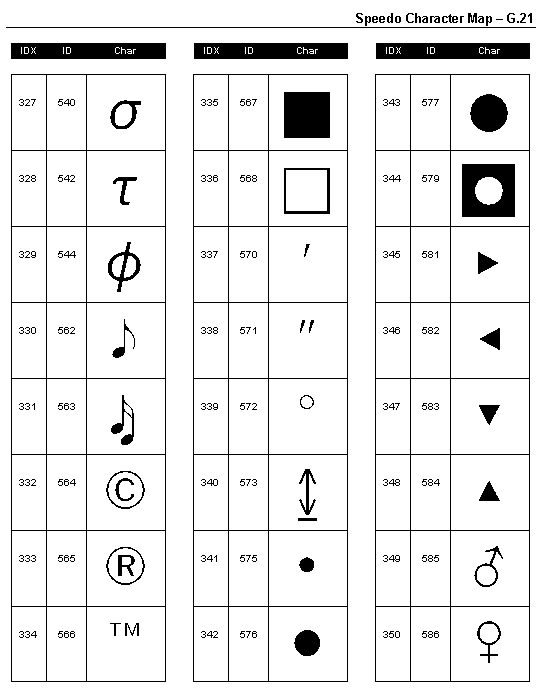 Speedo Character Map – G.21
IDX ID Char IDX ID Char IDX ID Char
327 540 σ 335 567 ■ 343 577 ●
328 542 τ 336 568 □ 344 579 ◘
329 544 ϕ 337 570 ′ 345 581 ►
330 562 ♪ 338 571 ″ 346 582 ◄
331 563 ♬ 339 572 ○ 347 583 ▼
332 564 © 340 573 ↨ 348 584 ▲
333 565 ® 341 575 • 349 585 ♂
334 566 ™ 342 576 ● 350 586 ♀